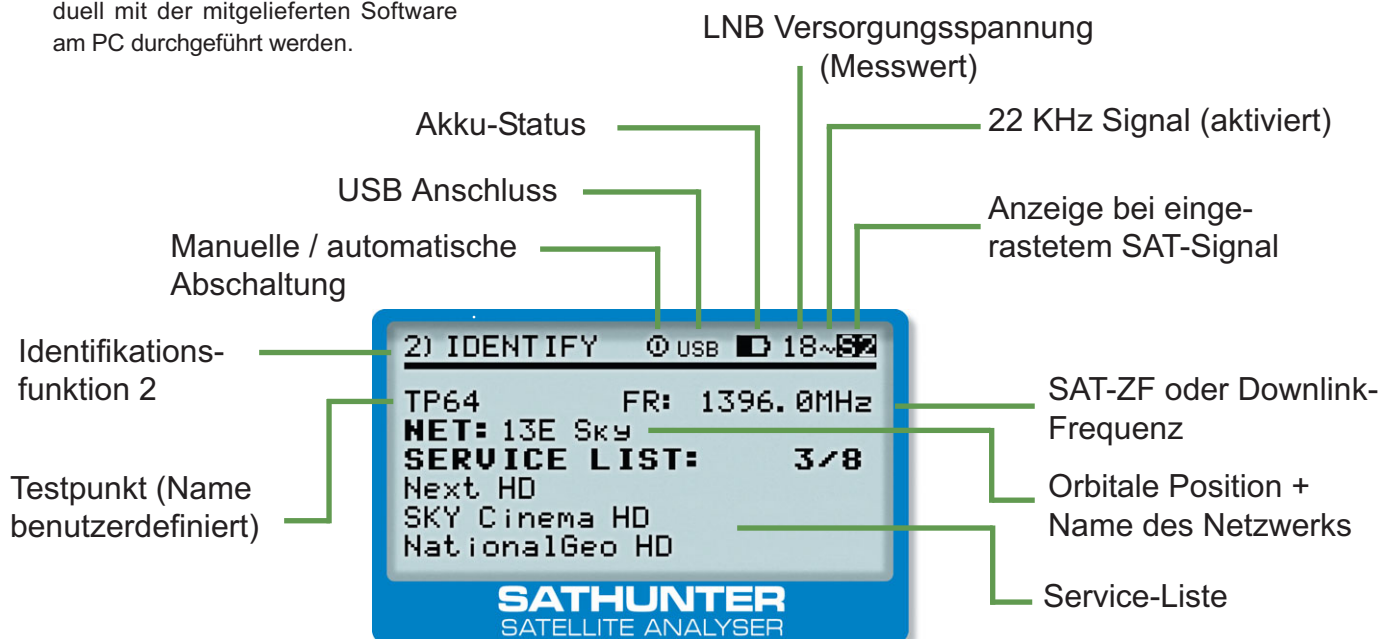 duell mit der mitgelieferten Software
am PC durchgeführt werden.
LNB Versorgungsspannung
(Messwert)
Akku-Status
22 KHz Signal (aktiviert)
USB Anschluss
Anzeige bei einge-
rastetem SAT-Signal
Manuelle / automatische
Abschaltung
Identifikations-
funktion 2
2) IDENTIFY USB 18~S2
TP64 FR: 1396.0MHz
NET: 13E Sky
SERVICE LIST: 3/8
Next HD
SKY Cinema HD
NationalGeo HD
SAT-ZF oder Downlink-
Frequenz
Testpunkt (Name
benutzerdefiniert)
Orbitale Position +
Name des Netzwerks
Service-Liste
SATHUNTER
SATELLITE ANALYSER